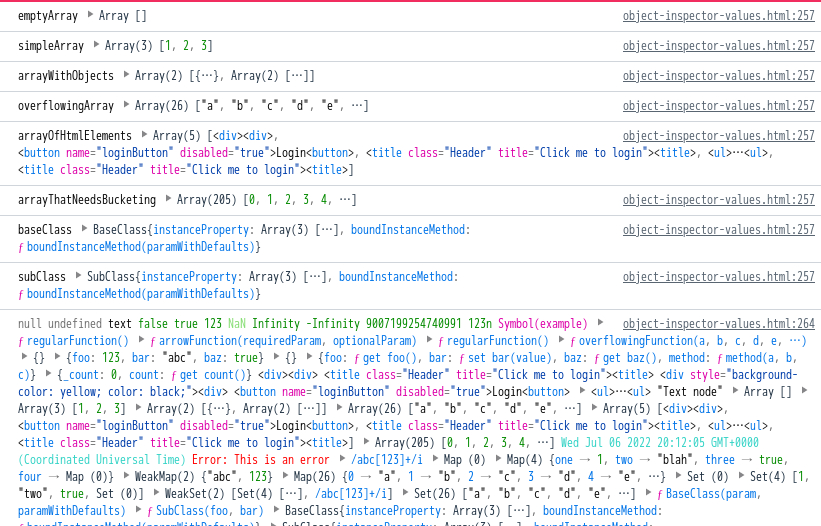 emptyArray Array [] object-inspector-values.html:257
simpleArray Array(3) [1, 2, 3] object-inspector-values.html:257
arrayWithObjects Array(2) [{…}, Array(2) […]] object-inspector-values.html:257
overflowingArray Array(26) ["a", "b", "c", "d", "e", …] object-inspector-values.html:257
arrayOfHtmlElements Array(5) [<div><div>, object-inspector-values.html:257
<button name="loginButton" disabled="true">Login<button>, <title class="Header" title="Click me to login"><title>, <ul>…<ul>,
<title class="Header" title="Click me to login"><title>]
arrayThatNeedsBucketing Array(205) [0, 1, 2, 3, 4, …] object-inspector-values.html:257
baseClass BaseClass{instanceProperty: Array(3) […], boundInstanceMethod: object-inspector-values.html:257
ƒ boundInstanceMethod(paramWithDefaults)}
subClass SubClass{instanceProperty: Array(3) […], boundInstanceMethod: object-inspector-values.html:257
ƒ boundInstanceMethod(paramWithDefaults)}
null undefined text false true 123 NaN Infinity -Infinity 9007199254740991 123n Symbol(example) object-inspector-values.html:264
ƒ regularFunction() ƒ arrowFunction(requiredParam, optionalParam) ƒ regularFunction() ƒ overflowingFunction(a, b, c, d, e, …)
{} {foo: 123, bar: "abc", baz: true} {} {foo: ƒ get foo(), bar: ƒ set bar(value), baz: ƒ get baz(), method: ƒ method(a, b,
c)} {_count: 0, count: ƒ get count()} <div><div> <title class="Header" title="Click me to login"><title> <div style="background-
color: yellow; color: black;"><div> <button name="loginButton" disabled="true">Login<button> <ul>…<ul> "Text node" Array []
Array(3) [1, 2, 3] Array(2) [{…}, Array(2) […]] Array(26) ["a", "b", "c", "d", "e", …] Array(5) [<div><div>,
<button name="loginButton" disabled="true">Login<button>, <title class="Header" title="Click me to login"><title>, <ul>…<ul>,
<title class="Header" title="Click me to login"><title>] Array(205) [0, 1, 2, 3, 4, …] Wed Jul 06 2022 20:12:05 GMT+0000
(Coordinated Universal Time) Error: This is an error /abc[123]+/i Map (0) Map(4) {one → 1, two → "blah", three → true,
four → Map (0)} WeakMap(2) {"abc", 123} Map(26) {0 → "a", 1 → "b", 2 → "c", 3 → "d", 4 → "e", …} Set (0) Set(4) [1,
"two", true, Set (0)] WeakSet(2) [Set(4) […], /abc[123]+/i] Set(26) ["a", "b", "c", "d", "e", …] ƒ BaseClass(param,
paramWithDefaults) ƒ SubClass(foo, bar) BaseClass{instanceProperty: Array(3) […], boundInstanceMethod: